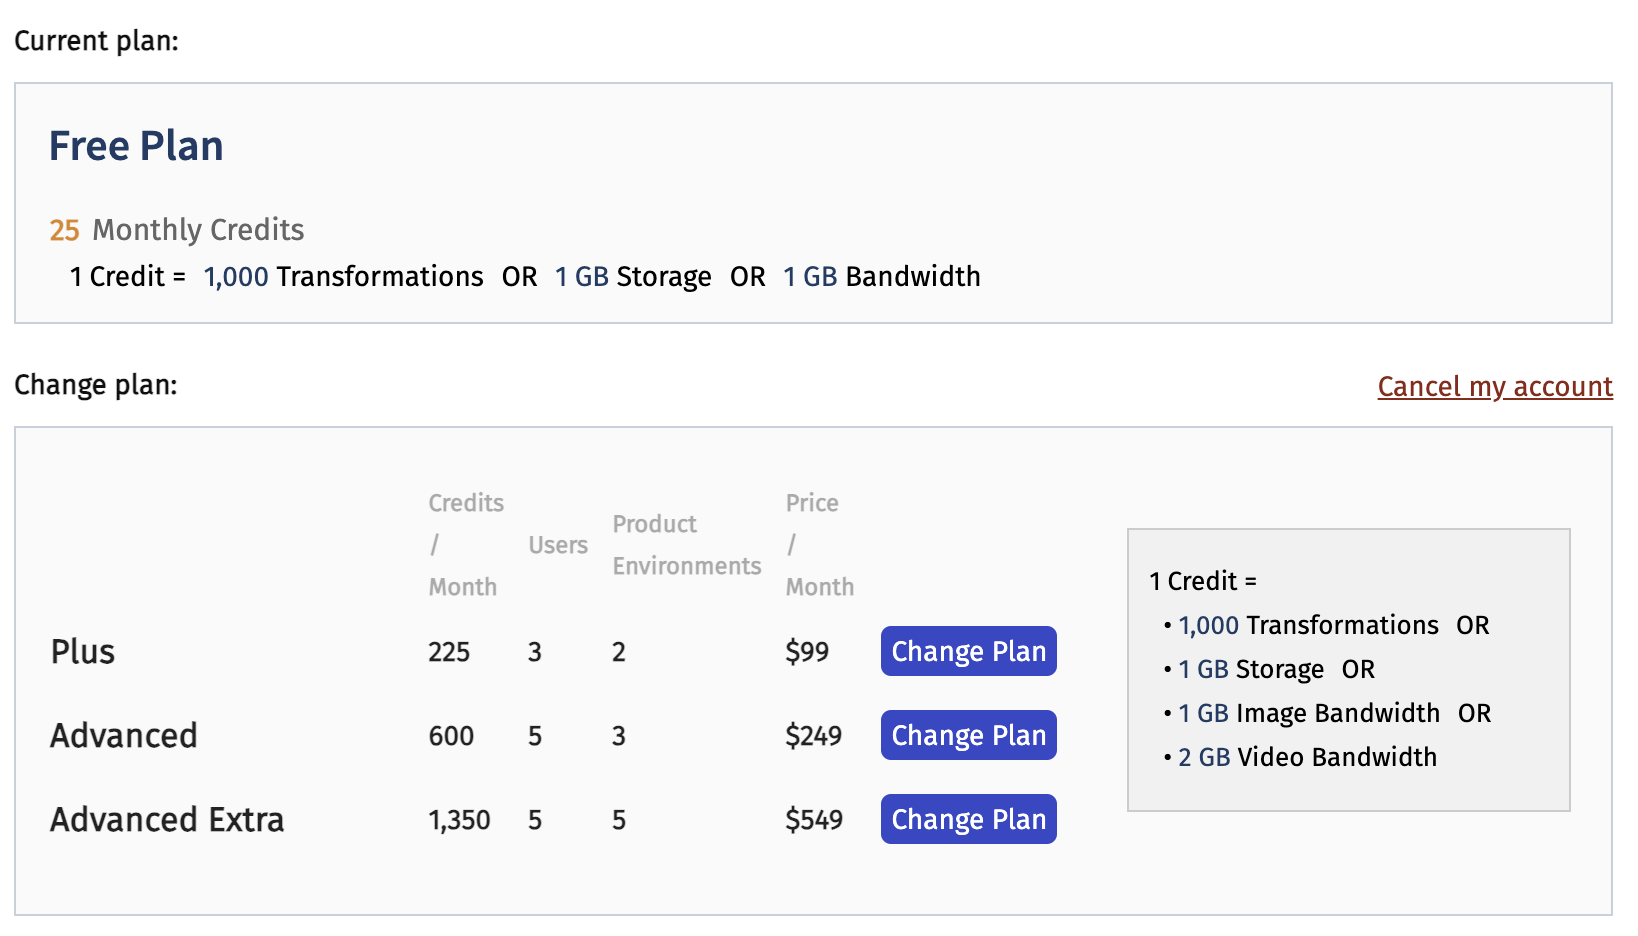 Current plan:
Free Plan
25 Monthly Credits
1 Credit = 1,000 Transformations OR 1 GB Storage OR 1 GB Bandwidth
Change plan:
Cancel my account
Credits / Month Users Product Environments Price / Month
Plus 225 3 2 $99 Change Plan
Advanced 600 5 3 $249 Change Plan
Advanced Extra 1,350 5 5 $549 Change Plan
1 Credit =
• 1,000 Transformations OR
• 1 GB Storage OR
• 1 GB Image Bandwidth OR
• 2 GB Video Bandwidth